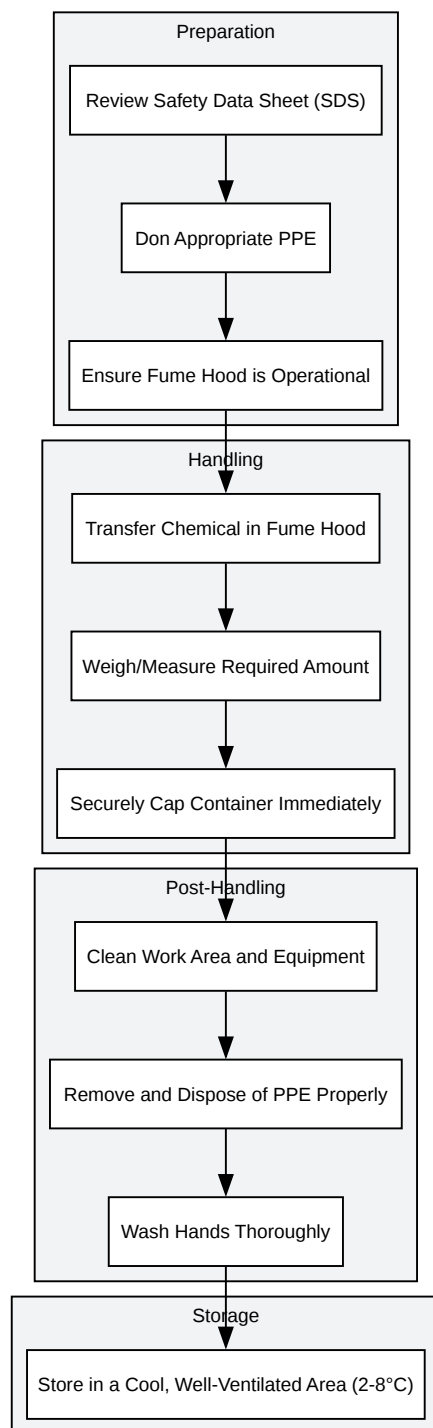 Preparation
Review Safety Data Sheet (SDS)
Don Appropriate PPE
Ensure Fume Hood is Operational
Handling
Transfer Chemical in Fume Hood
Weigh/Measure Required Amount
Securely Cap Container Immediately
Post-Handling
Clean Work Area and Equipment
Remove and Dispose of PPE Properly
Wash Hands Thoroughly
Storage
Store in a Cool, Well-Ventilated Area (2-8°C)